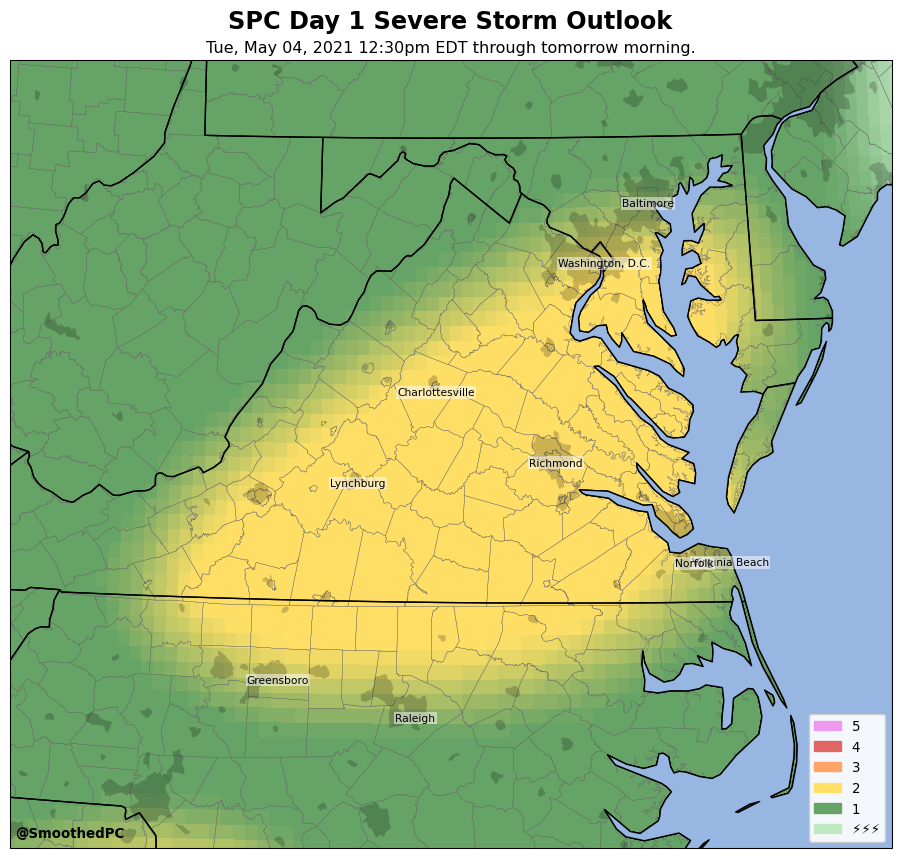 SPC Day 1 Severe Storm Outlook
Tue, May 04, 2021 12:30pm EDT through tomorrow morning.
Baltimore
Washington, D.C.
Charlottesville
Richmond
Lynchburg
Norfolk
Virginia Beach
Greensboro
Raleigh
5
4
3
2
1
⚡⚡⚡
@SmoothedPC